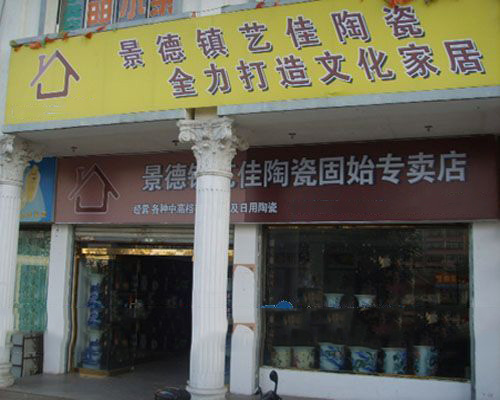 景德镇艺佳陶瓷
全力打造文化家居
景德镇艺佳陶瓷固始专卖店
经营:各种中高档 及日用陶瓷